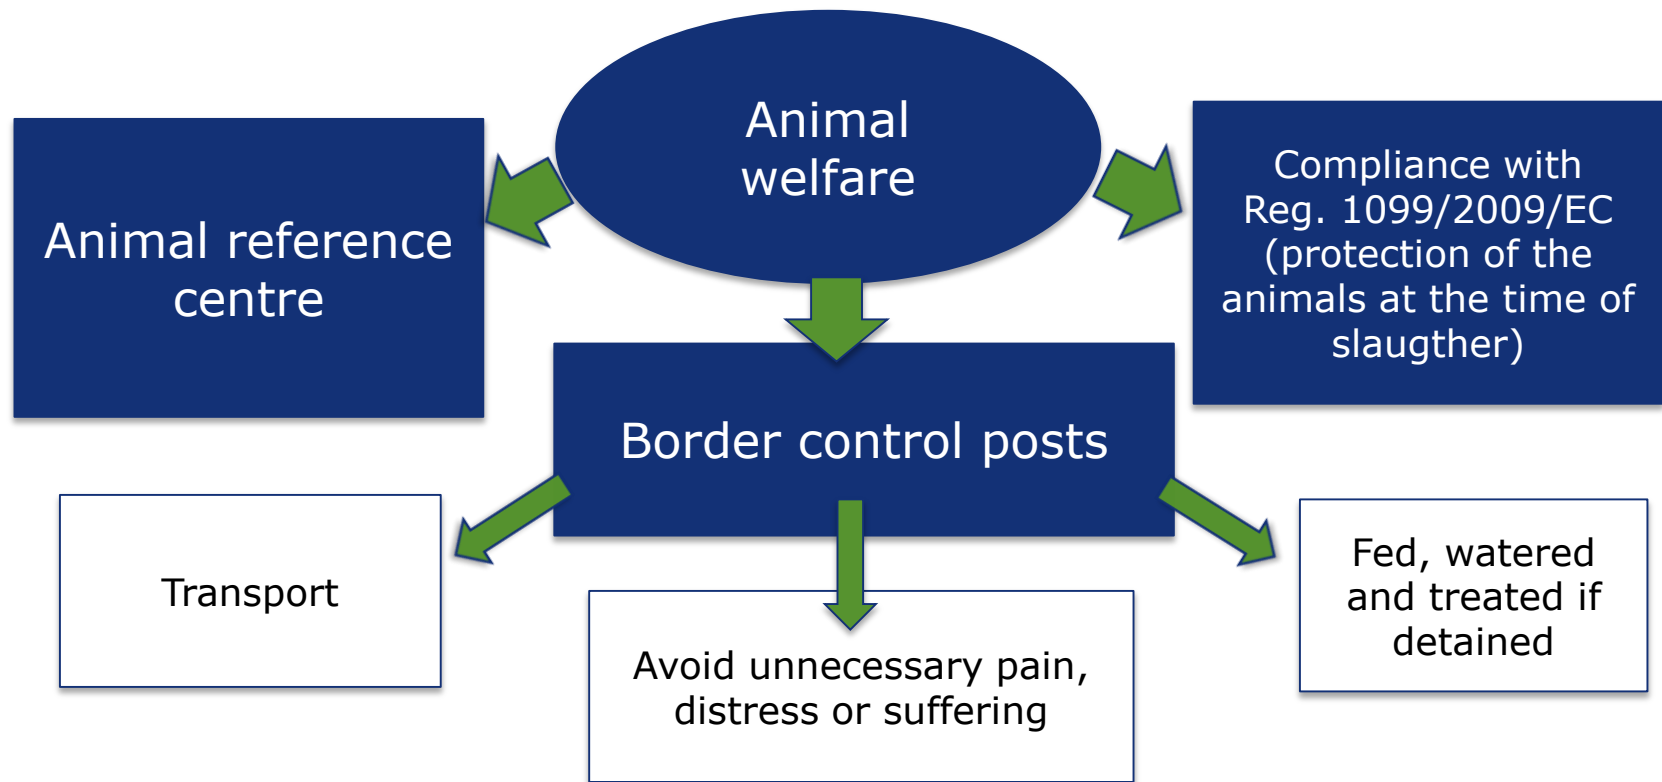 Animal
welfare
Animal reference
centre
Compliance with
Reg. 1099/2009/EC
(protection of the
animals at the time of
slaugther)
Border control posts
Transport
Avoid unnecessary pain,
distress or suffering
Fed, watered
and treated if
detained